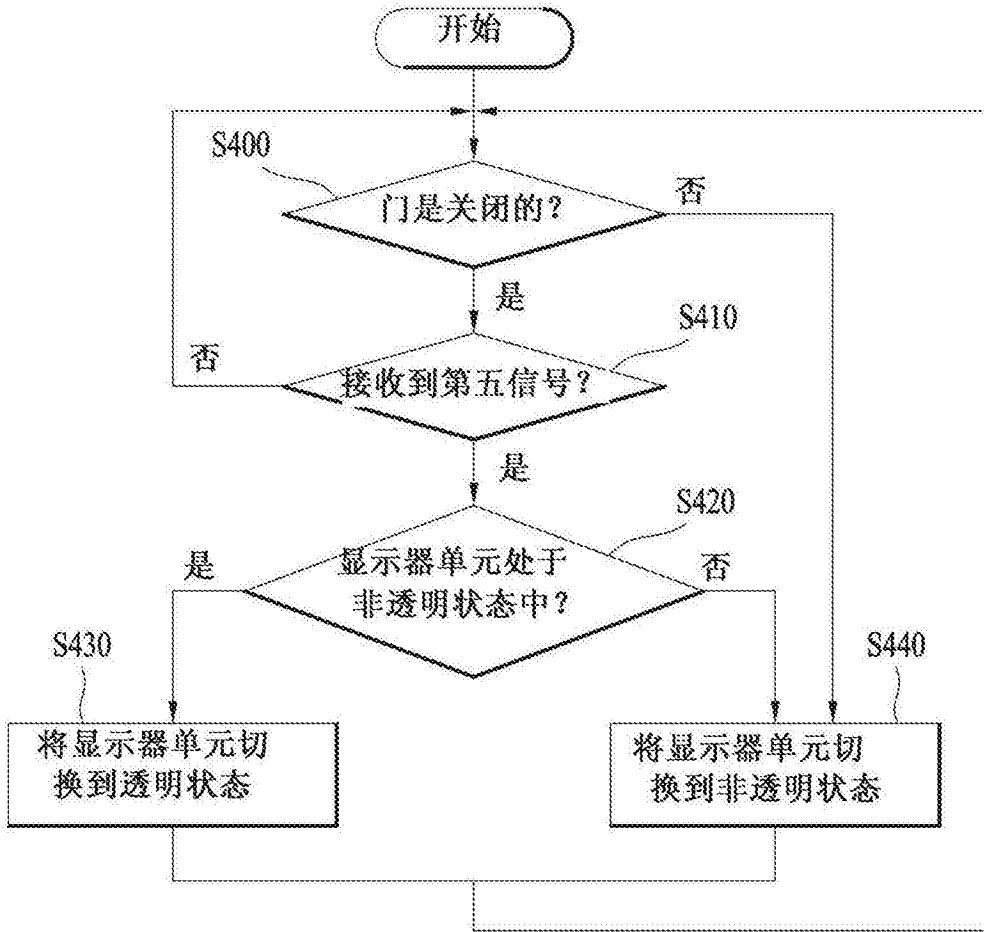 开始
S400
门是关闭的？
否
是
S410
接收到第五信号？
否
是
S420
显示器单元处于
非透明状态中？
是
否
S430
S440
将显示器单元切
换到透明状态
将显示器单元切
换到非透明状态